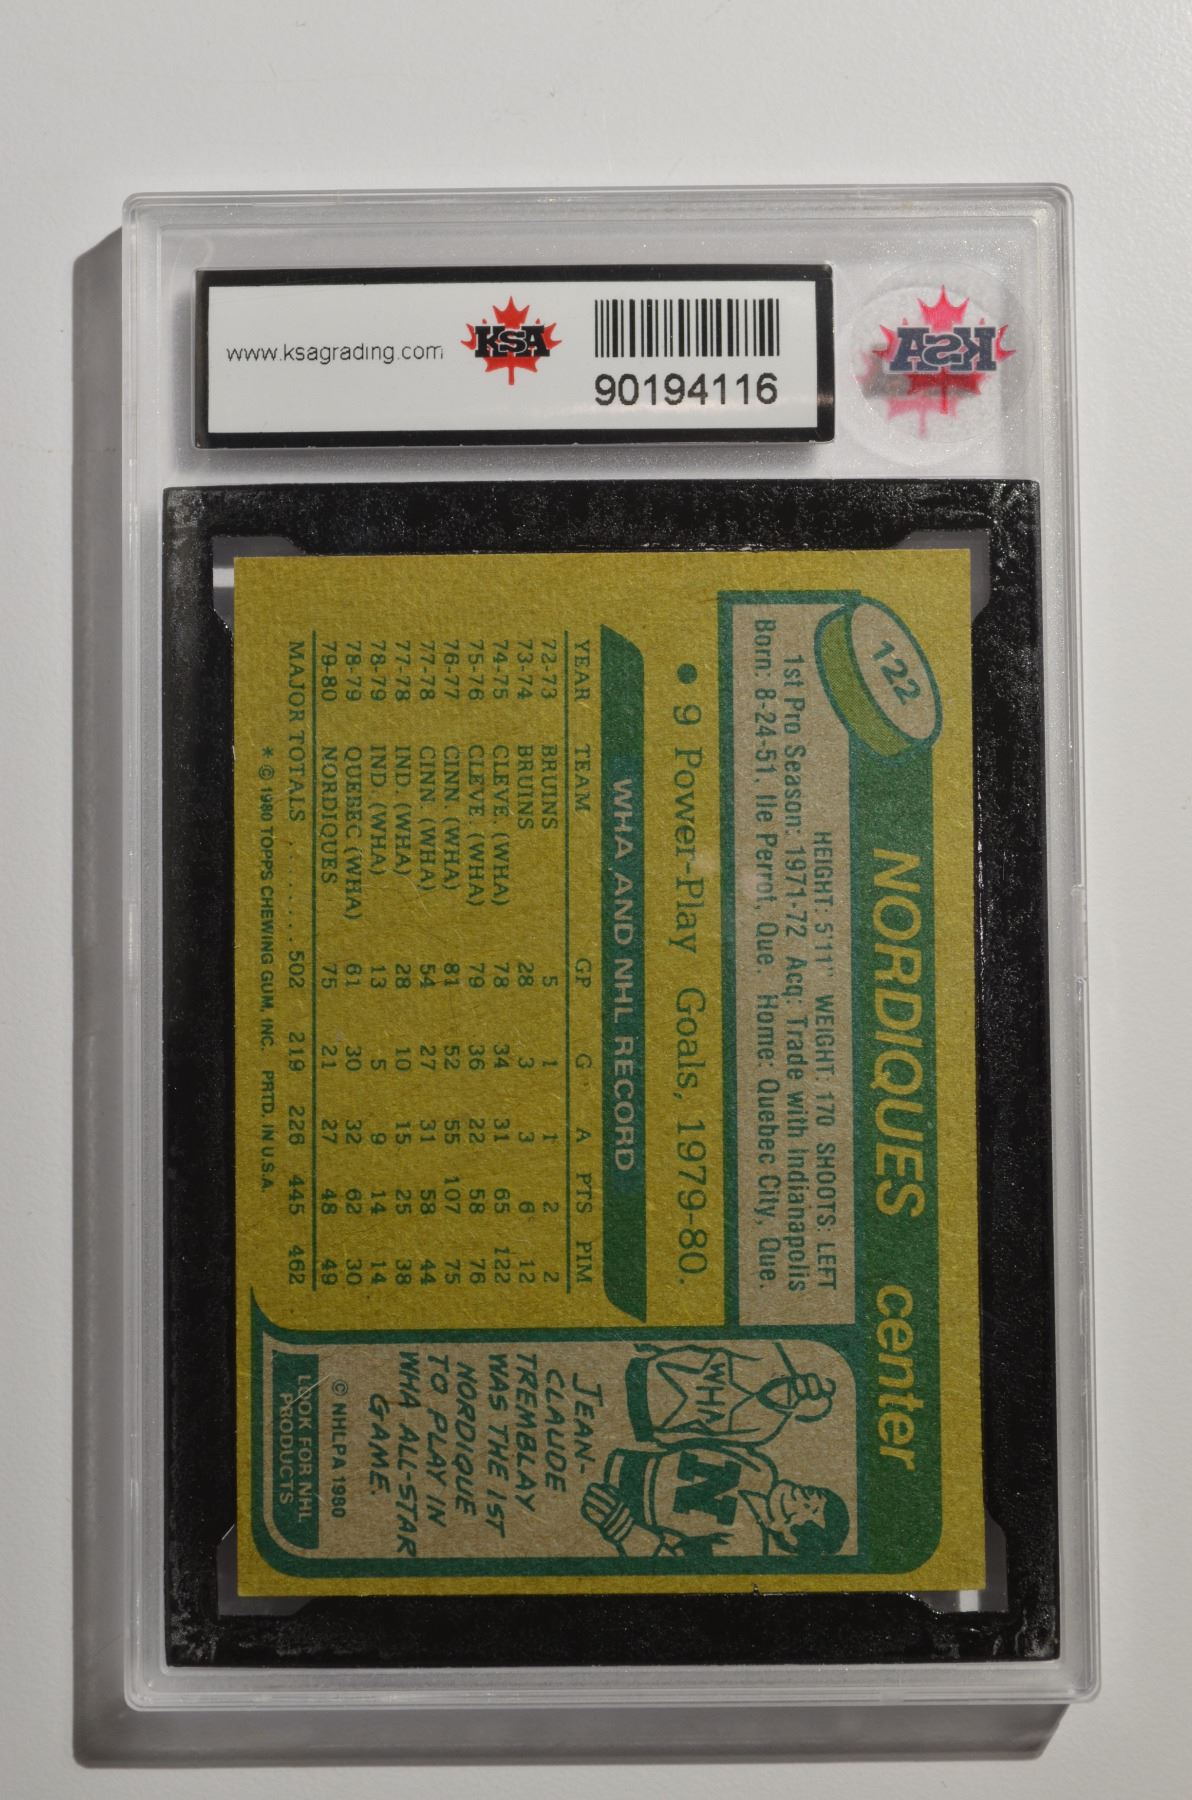 www.ksagrading.com
KSA
90194116
KSA
122
NORDIQUES center
HEIGHT: 5'11" WEIGHT: 170 SHOOTS: LEFT
1st Pro Season: 1971-72 Acq: Trade with Indianapolis
Born: 8-24-51, Ile Perrot, Que. Home: Quebec City, Que.
• 9 Power-Play Goals, 1979-80.
WHA AND NHL RECORD
YEAR TEAM GP G A PTS PIM
72-73 BRUINS 5 1 1 2 2
73-74 BRUINS 28 3 3 6 12
74-75 CLEVE. (WHA) 78 34 31 65 122
75-76 CLEVE. (WHA) 79 36 22 58 76
76-77 CINN. (WHA) 81 52 55 107 75
77-78 CINN. (WHA) 54 27 31 58 44
77-78 IND. (WHA) 28 10 15 25 38
78-79 IND. (WHA) 13 5 9 14 14
78-79 QUEBEC (WHA) 61 30 32 62 30
79-80 NORDIQUES 75 21 27 48 49
MAJOR TOTALS ....... 502 219 226 445 462
* © 1980 TOPPS CHEWING GUM, INC. PRTD. IN U.S.A.
WHA
N
JEAN-
CLAUDE
TREMBLAY
WAS THE 1ST
NORDIQUE
TO PLAY IN
WHA ALL-STAR
GAME.
© NHLPA 1980
LOOK FOR NHL
PRODUCTS